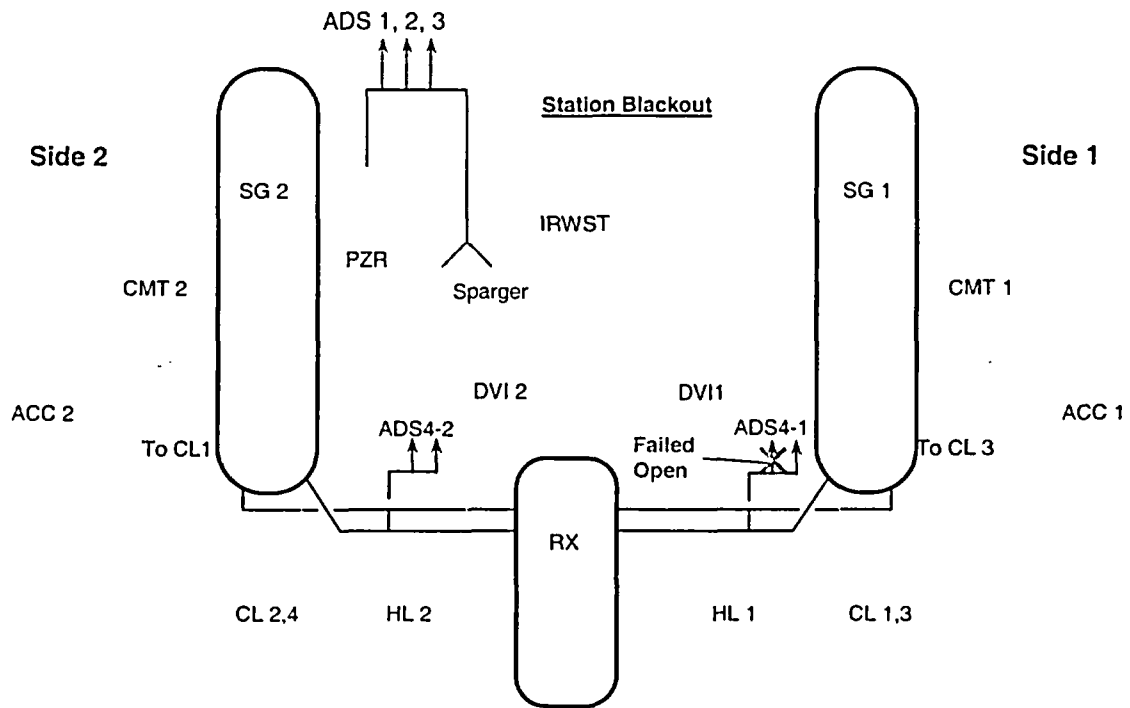 ADS 1, 2, 3
Station Blackout
Side 2
Side 1
SG 2
SG 1
IRWST
PZR
CMT 2
Sparger
CMT 1
DVI 2
DVI1
ACC 2
ACC 1
ADS4-2
ADS4-1
To CL1
Failed
Open
To CL 3
RX
CL 2,4
HL 2
HL 1
CL 1,3